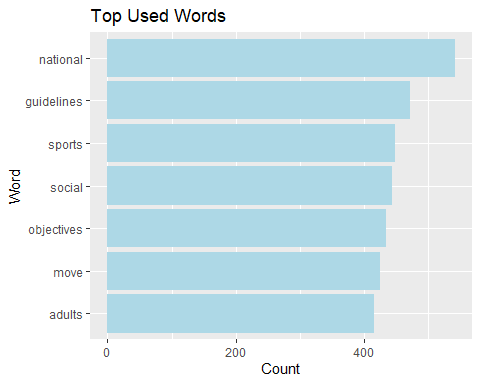 Top Used Words
national
guidelines
sports
social
objectives
move
adults
Word
0 200 400
Count